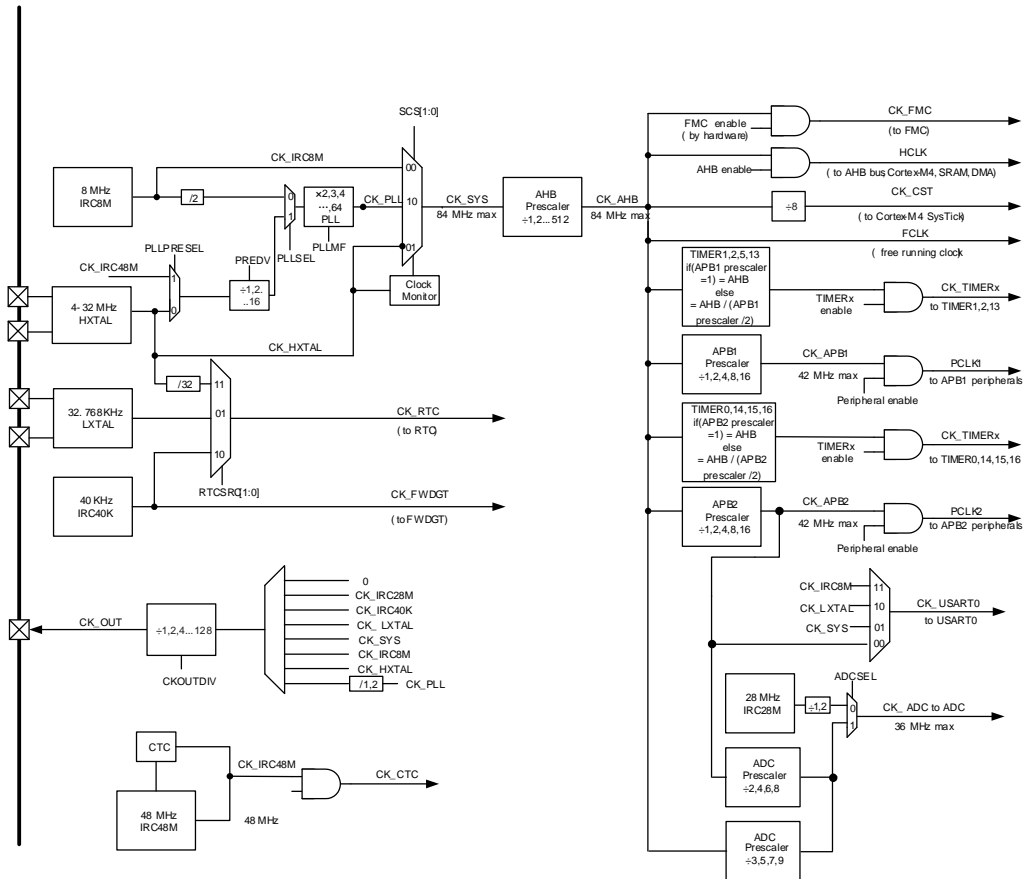 SCS[1:0]
CK_IRC8M
8 MHz
IRC8M
/2
0
1
×2,3,4
…,64
PLL
CK_PLL
00
10
01
CK_SYS
84 MHz max
AHB
Prescaler
÷1,2...512
CK_AHB
84 MHz max
PLLMF
PLLSEL
PLLPRESEL
CK_IRC48M
1
0
PREDV
÷1,2..
..16
Clock
Monitor
4-32 MHz
HXTAL
CK_HXTAL
/32
11
01
10
32.768KHz
LXTAL
CK_RTC
(to RTC)
RTCSRC[1:0]
40 KHz
IRC40K
CK_FWDGT
(to FWDGT)
CK_OUT
÷1,2,4...128
CKOUTDIV
0
CK_IRC28M
CK_IRC40K
CK_LXTAL
CK_SYS
CK_IRC8M
CK_HXTAL
/1,2
CK_PLL
CTC
48 MHz
IRC48M
CK_IRC48M
48 MHz
CK_CTC
FMC enable
( by hardware)
CK_FMC
(to FMC)
AHB enable
HCLK
( to AHB bus,Cortex-M4, SRAM, DMA)
÷8
CK_CST
(to Cortex-M4 SysTick)
FCLK
( free running clock)
TIMER1,2,5,13
if(APB1 prescaler
=1) = AHB
else
= AHB / (APB1
prescaler /2)
TIMERx
enable
CK_TIMERx
to TIMER1,2,13
APB1
Prescaler
÷1,2,4,8,16
CK_APB1
42 MHz max
Peripheral enable
PCLK1
to APB1 peripherals
TIMER0,14,15,16
if(APB2 prescaler
=1) = AHB
else
= AHB / (APB2
prescaler /2)
TIMERx
enable
CK_TIMERx
to TIMER0,14,15,16
APB2
Prescaler
÷1,2,4,8,16
CK_APB2
42 MHz max
Peripheral enable
PCLK2
to APB2 peripherals
CK_IRC8M
CK_LXTAL
CK_SYS
11
10
01
00
CK_USART0
to USART0
28 MHz
IRC28M
÷1,2
ADCSEL
0
1
CK_ADC to ADC
36 MHz max
ADC
Prescaler
÷2,4,6,8
ADC
Prescaler
÷3,5,7,9